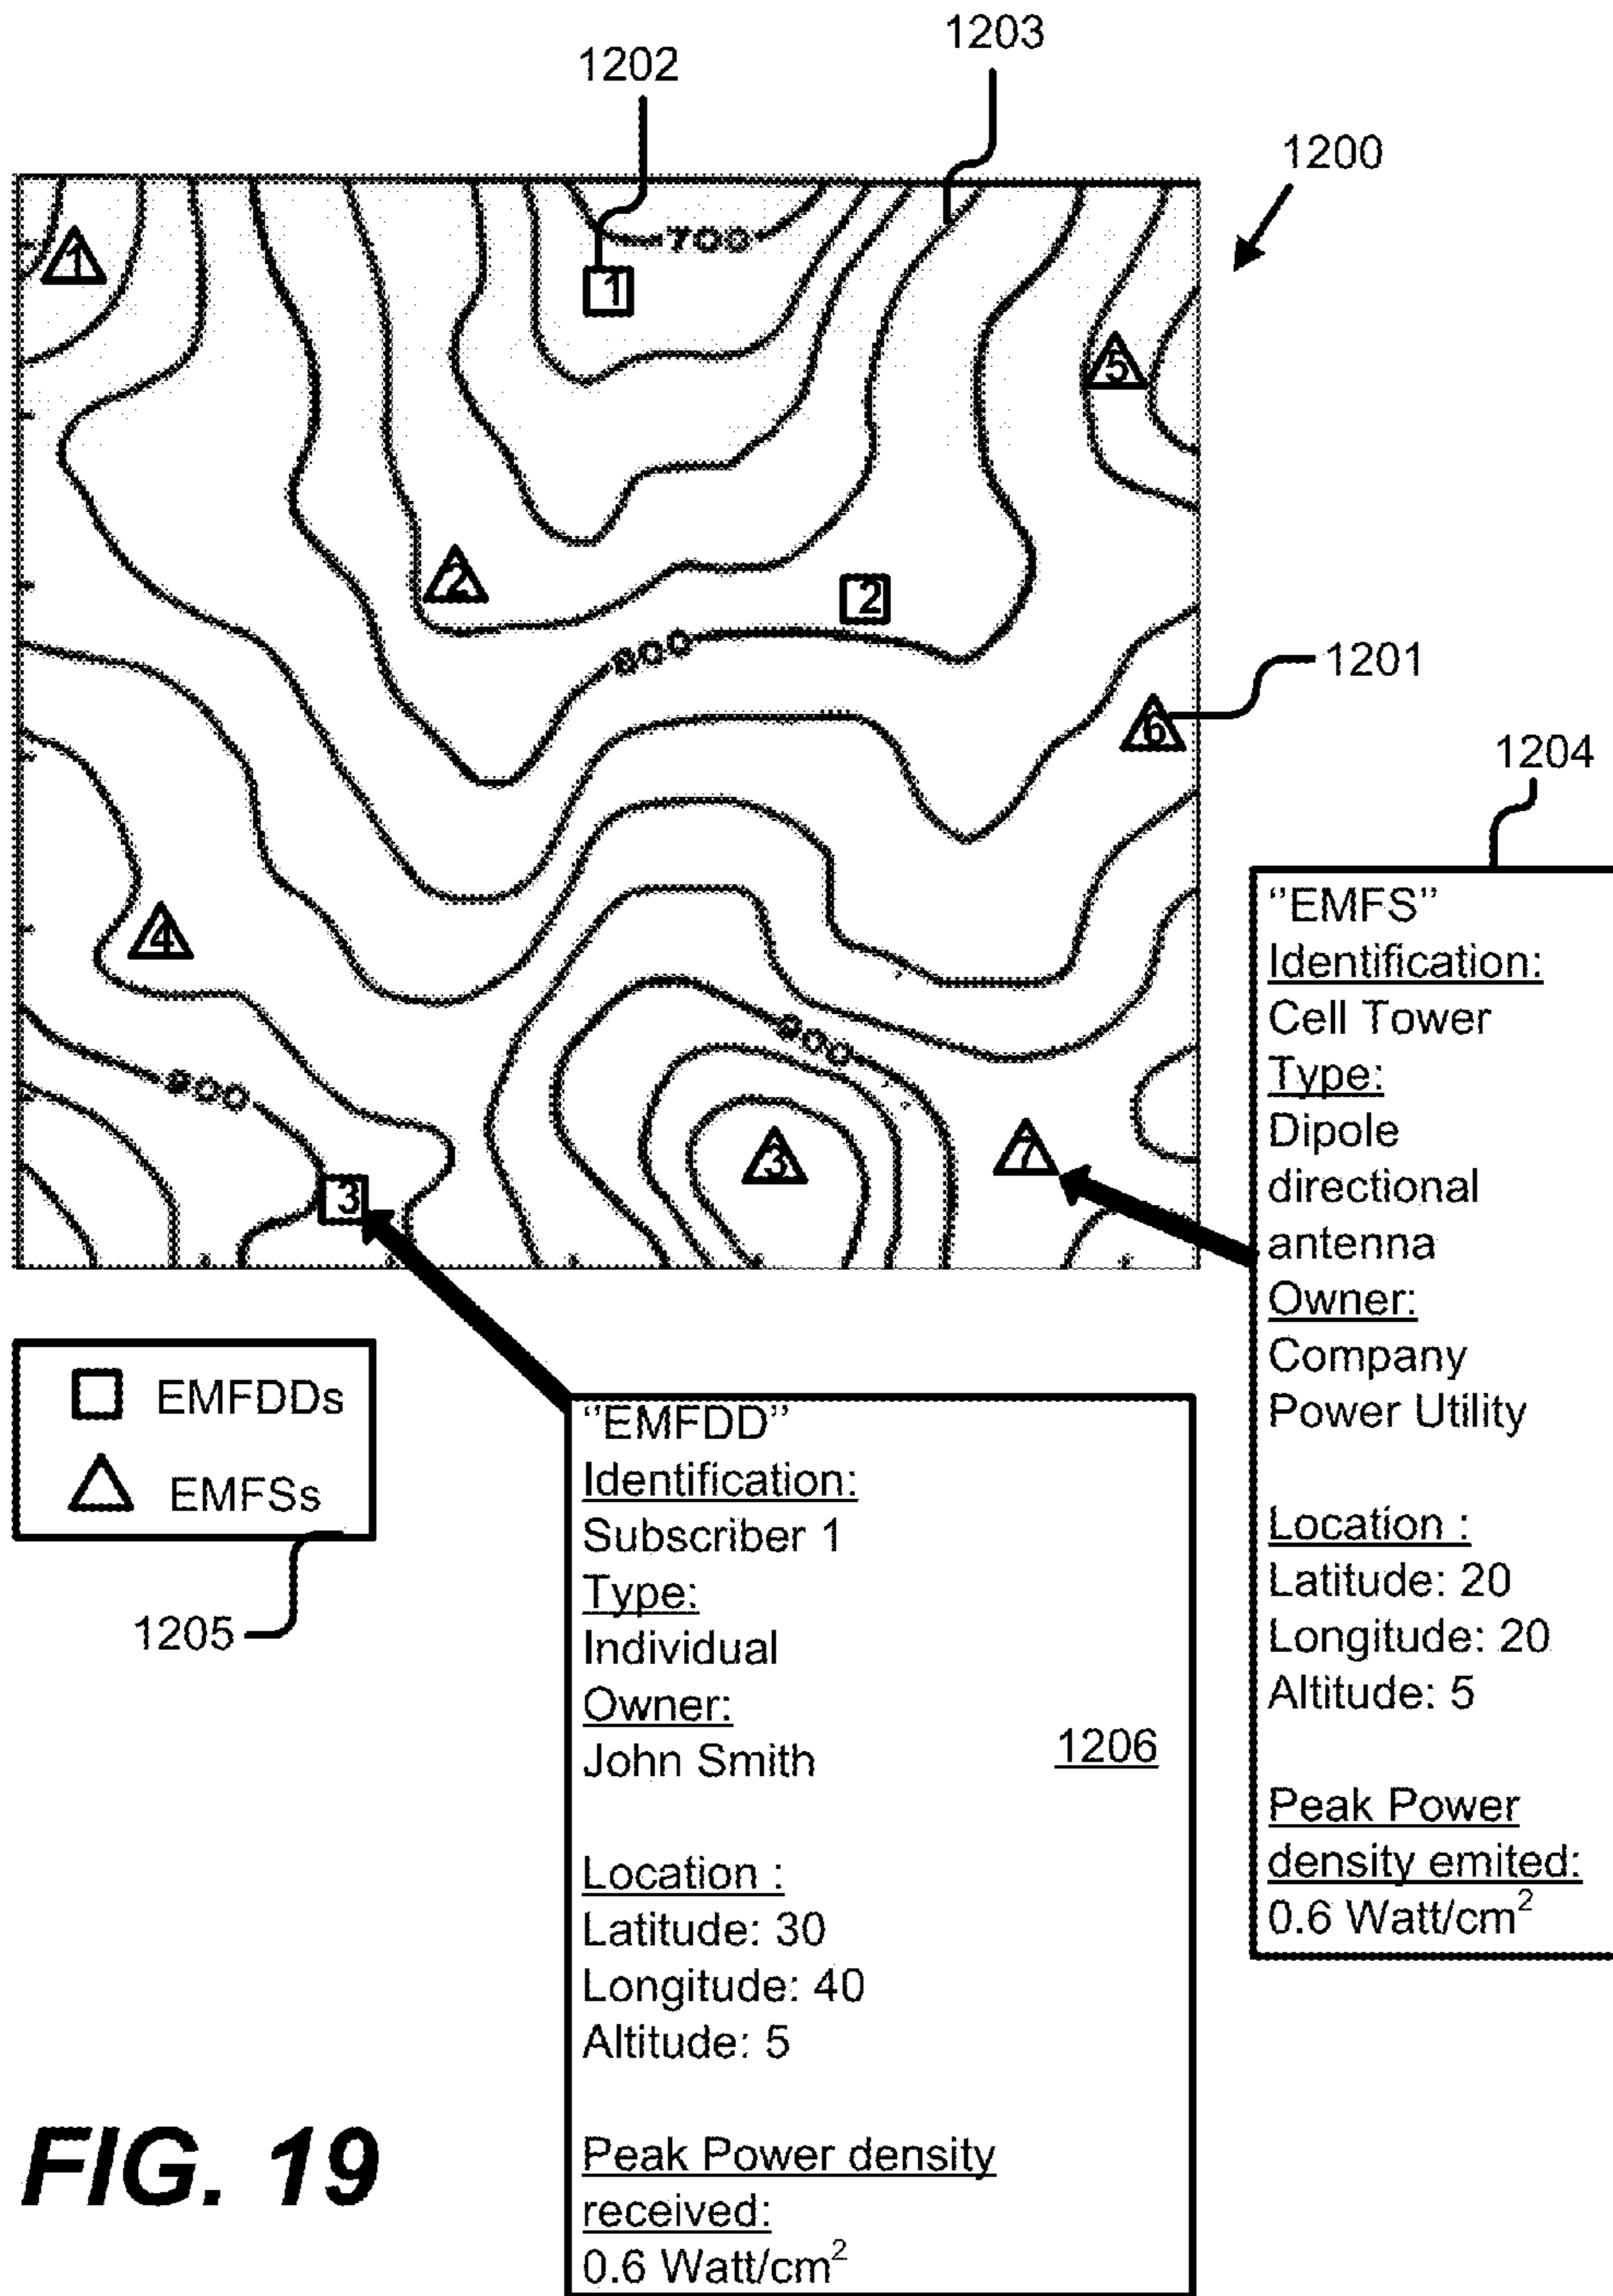 1203
1202
1200
700
1
1
5
2
2
800
1201
6
1204
4
900
900
3
7
3
"EMFS"
Identification:
Cell Tower
Type:
Dipole
directional
antenna
Owner:
Company
Power Utility
Location :
Latitude: 20
Longitude: 20
Altitude: 5
Peak Power
density emited:
0.6 Watt/cm²
EMFDDs
EMFSs
1205
"EMFDD"
Identification:
Subscriber 1
Type:
Individual
Owner:
John Smith
1206
Location :
Latitude: 30
Longitude: 40
Altitude: 5
Peak Power density
received:
0.6 Watt/cm²
FIG. 19